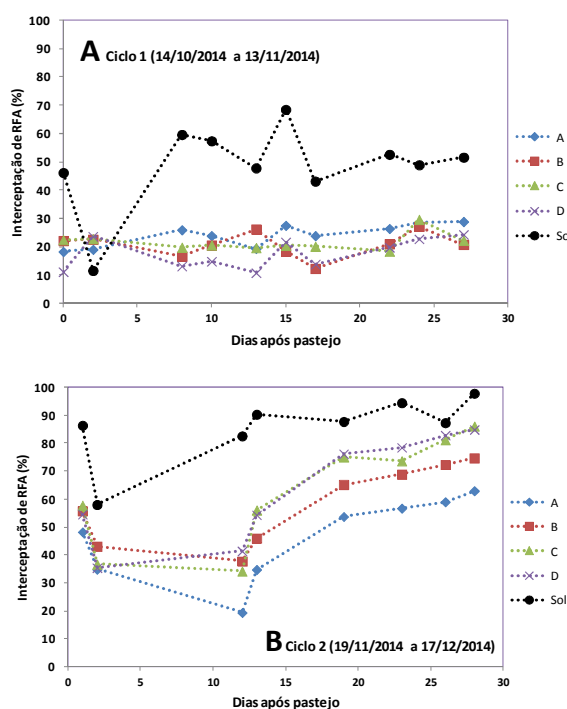 100
90
80
70
60
50
40
30
20
10
0
Interceptação de RFA (%)
A Ciclo 1 (14/10/2014 a 13/11/2014)
A
B
C
D
Sol
0 5 10 15 20 25 30
Dias após pastejo
100
90
80
70
60
50
40
30
20
10
0
Interceptação de RFA (%)
A
B
C
D
Sol
B Ciclo 2 (19/11/2014 a 17/12/2014)
0 5 10 15 20 25 30
Dias após pastejo